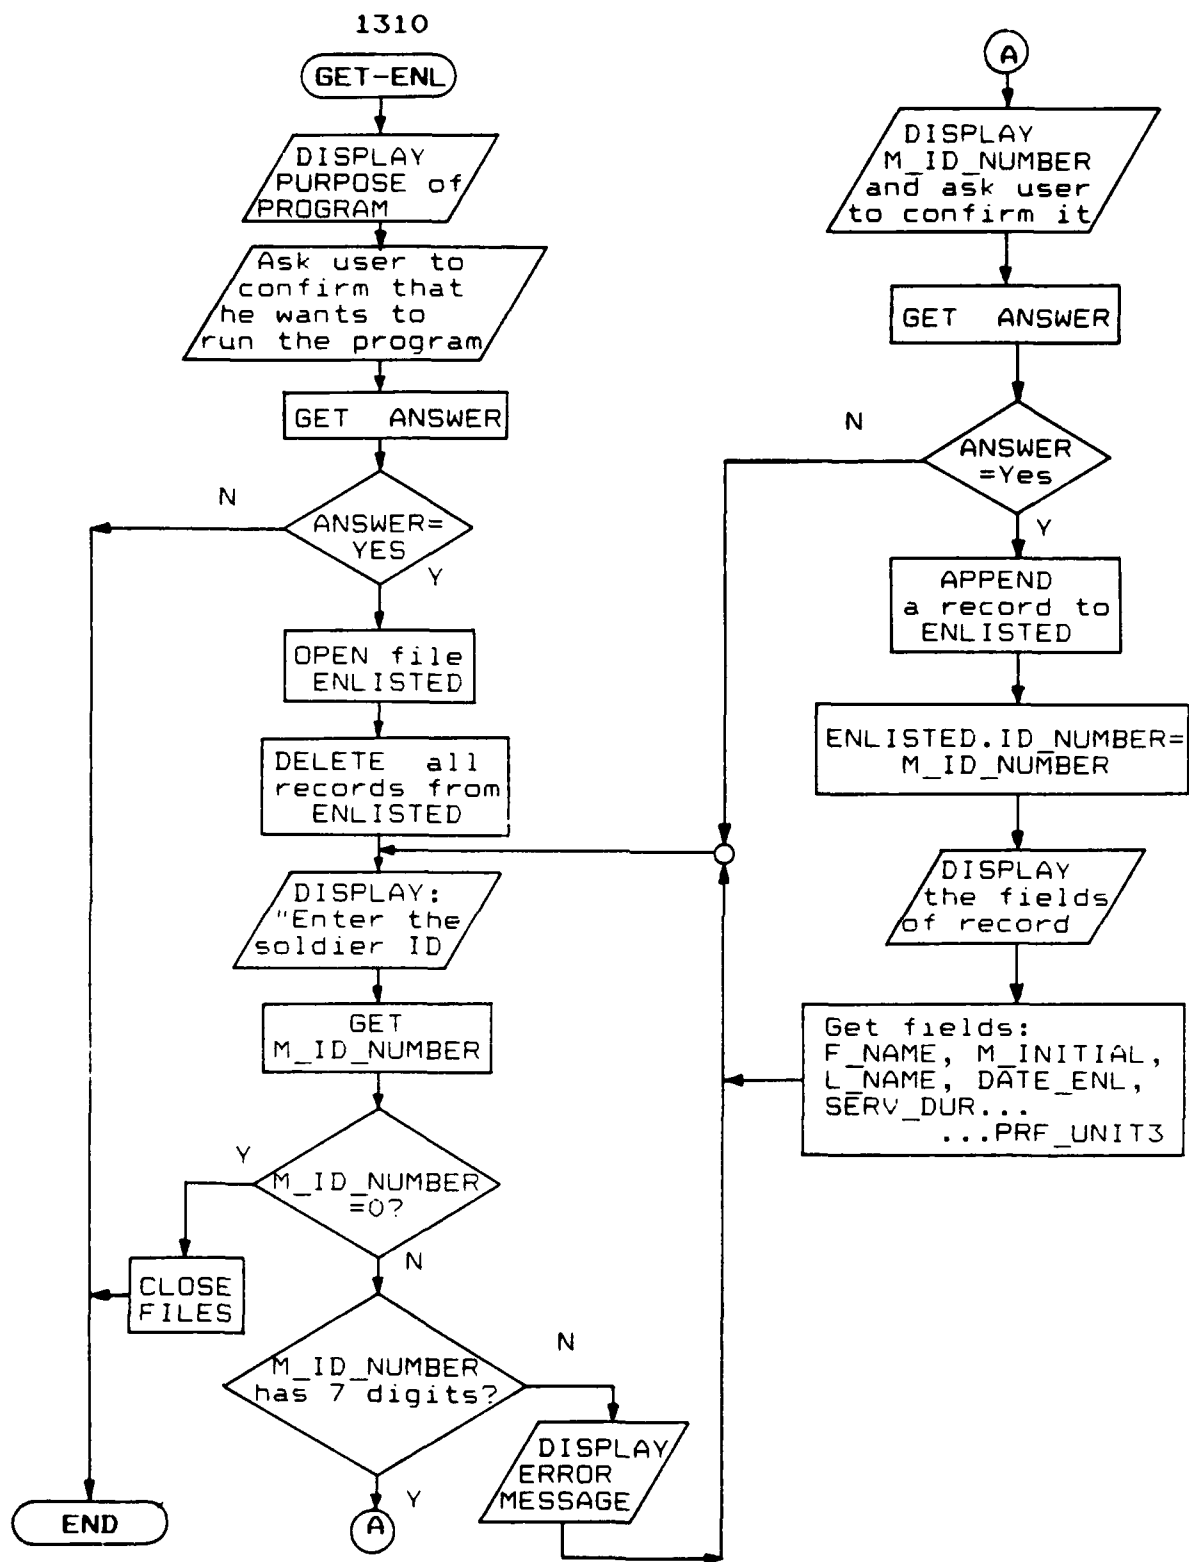 1310
GET-ENL
DISPLAY
PURPOSE of
PROGRAM
Ask user to
confirm that
he wants to
run the program
GET ANSWER
N
ANSWER=
YES
Y
OPEN file
ENLISTED
DELETE all
records from
ENLISTED
DISPLAY:
"Enter the
soldier ID
GET
M_ID_NUMBER
Y
M_ID_NUMBER
=0?
N
CLOSE
FILES
M_ID_NUMBER
has 7 digits?
N
DISPLAY
ERROR
MESSAGE
Y
A
END
A
DISPLAY
M_ID_NUMBER
and ask user
to confirm it
GET ANSWER
N
ANSWER
=Yes
Y
APPEND
a record to
ENLISTED
ENLISTED.ID_NUMBER=
M_ID_NUMBER
DISPLAY
the fields
of record
Get fields:
F_NAME, M_INITIAL,
L_NAME, DATE_ENL,
SERV_DUR...
...PRF_UNIT3